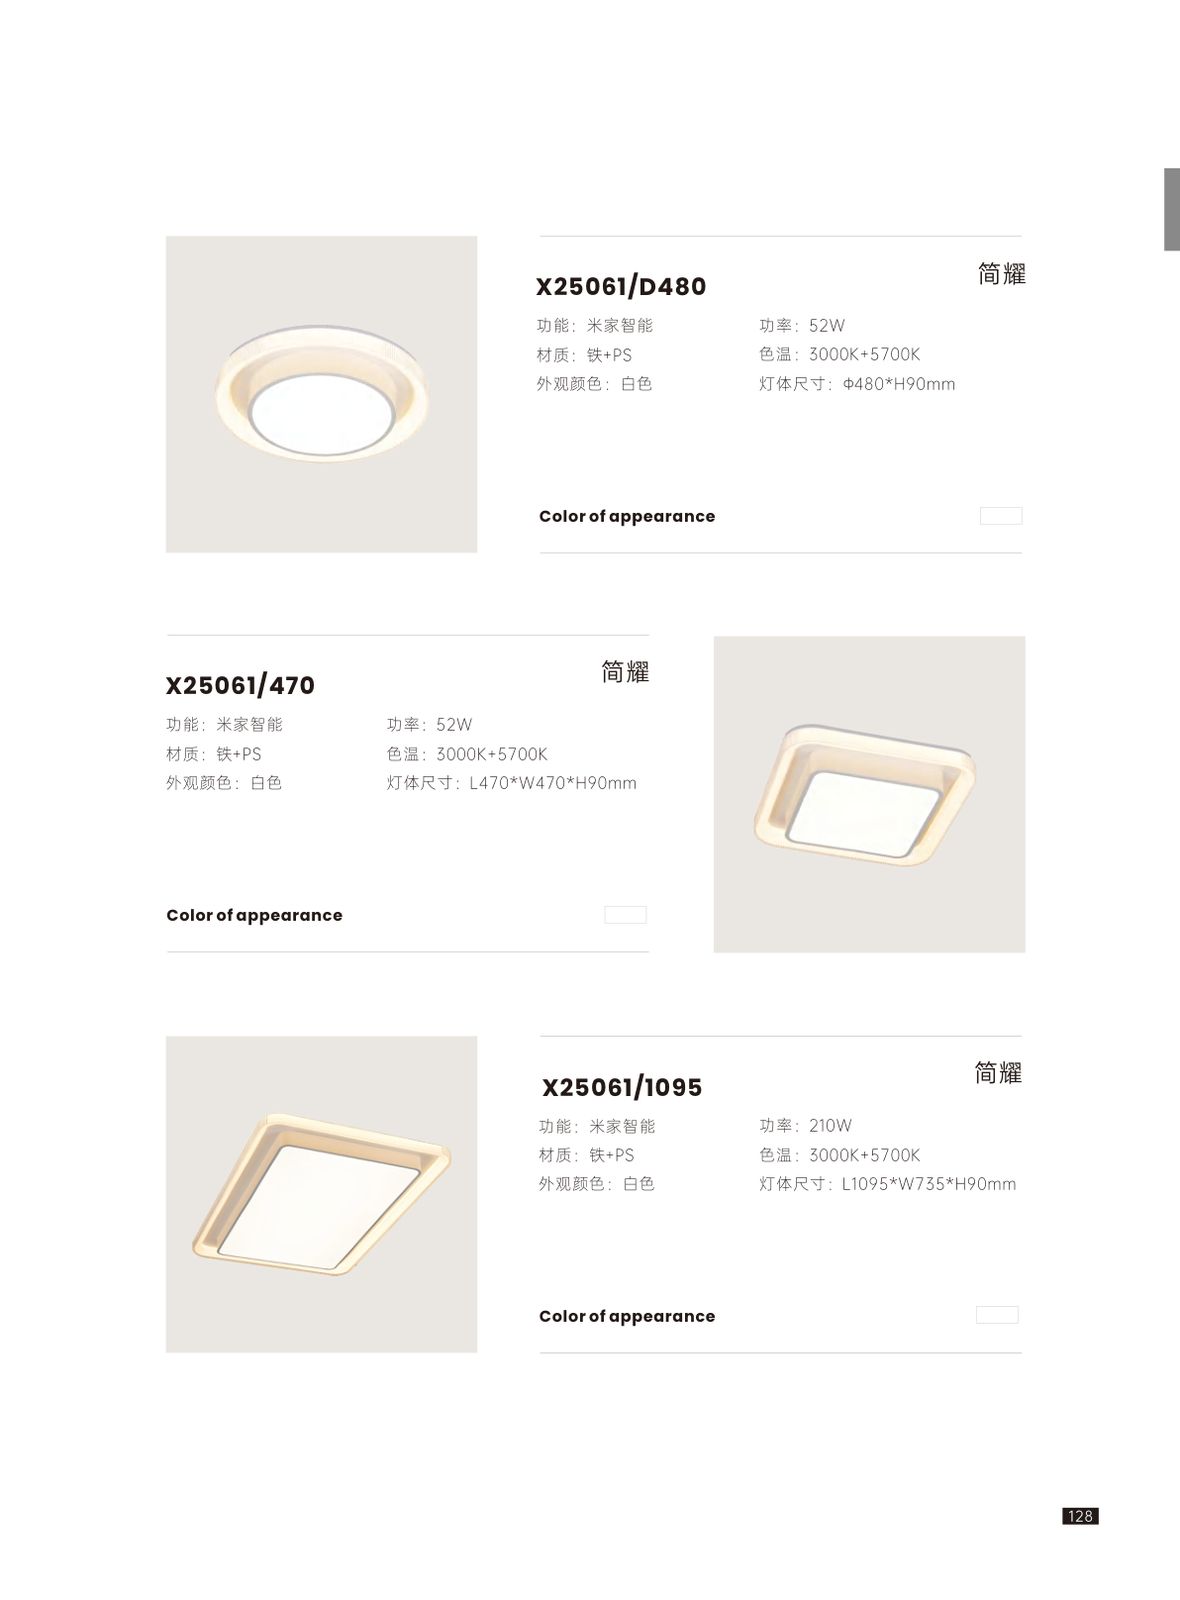 简耀
X25061/D480
功能：米家智能
功率：52W
材质：铁+PS
色温：3000K+5700K
外观颜色：白色
灯体尺寸：Φ480*H90mm
Color of appearance
简耀
X25061/470
功能：米家智能
功率：52W
材质：铁+PS
色温：3000K+5700K
外观颜色：白色
灯体尺寸：L470*W470*H90mm
Color of appearance
简耀
X25061/1095
功能：米家智能
功率：210W
材质：铁+PS
色温：3000K+5700K
外观颜色：白色
灯体尺寸：L1095*W735*H90mm
Color of appearance
128